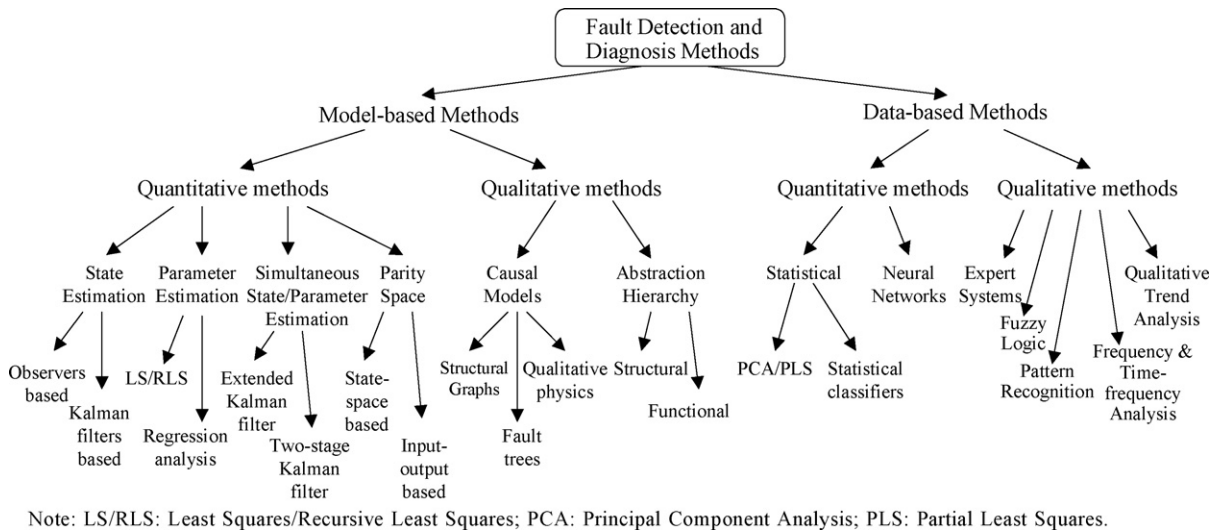 Fault Detection and
Diagnosis Methods
Model-based Methods
Data-based Methods
Quantitative methods
Qualitative methods
Quantitative methods
Qualitative methods
State
Estimation
Parameter
Estimation
Simultaneous
State/Parameter
Estimation
Parity
Space
Causal
Models
Abstraction
Hierarchy
Statistical
Neural
Networks
Expert
Systems
Fuzzy
Logic
Pattern
Recognition
Frequency &
Time-
frequency
Analysis
Qualitative
Trend
Analysis
Observers
based
Kalman
filters
based
LS/RLS
Regression
analysis
Extended
Kalman
filter
Two-stage
Kalman
filter
State-
space
based
Input-
output
based
Structural
Graphs
Fault
trees
Qualitative
physics
Structural
Functional
PCA/PLS
Statistical
classifiers
Note: LS/RLS: Least Squares/Recursive Least Squares; PCA: Principal Component Analysis; PLS: Partial Least Squares.